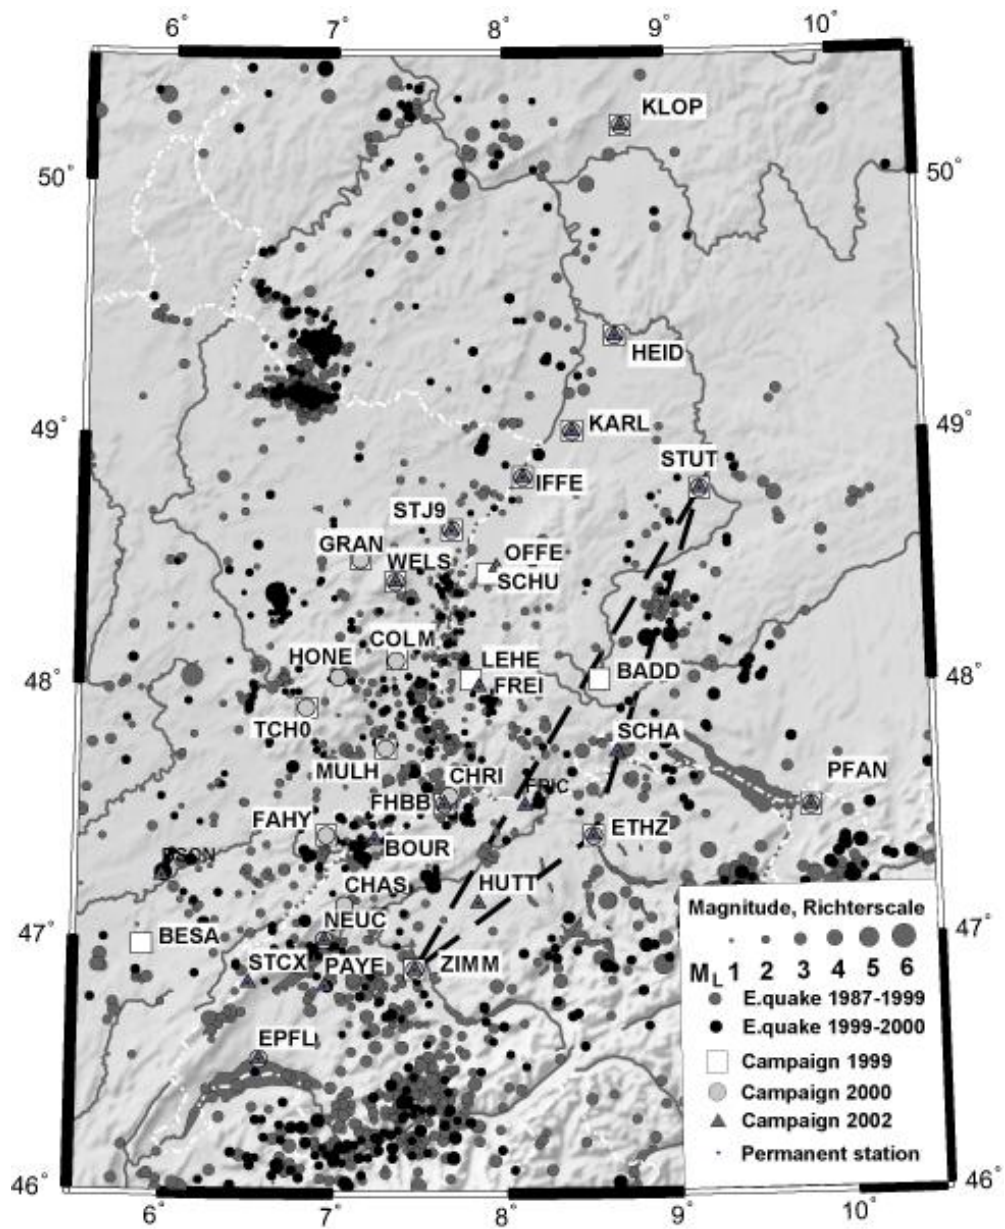 6° 7° 8° 9° 10°
KLOP
50° 50°
HEID
49° KARL 49°
STUT
IFFE
STJ9
GRAN OFFE
WELS SCHU
COLM
HONE LEHE
48° FREI BADD 48°
TCH0 SCHA
MULH CHRI PFAN
FHBB FRIC
FAHY ETHZ
BOUR
CHAS HUTT
NEUC
47° BESA 47°
STCX PAYE ZIMM
EPFL
Magnitude, Richterscale
ML 1 2 3 4 5 6
E.quake 1987-1999
E.quake 1999-2000
Campaign 1999
Campaign 2000
Campaign 2002
Permanent station
46° 46°
6° 7° 8° 9° 10°